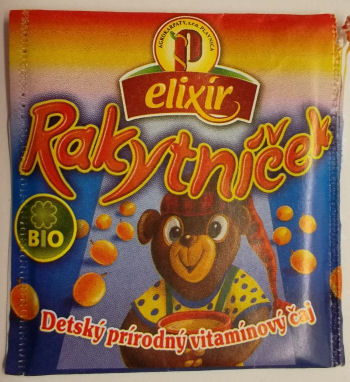 AGROKARPATY, s.r.o. PLAVNICA
elixír
Rakytníček
BIO
Detský prírodný vitamínový čaj